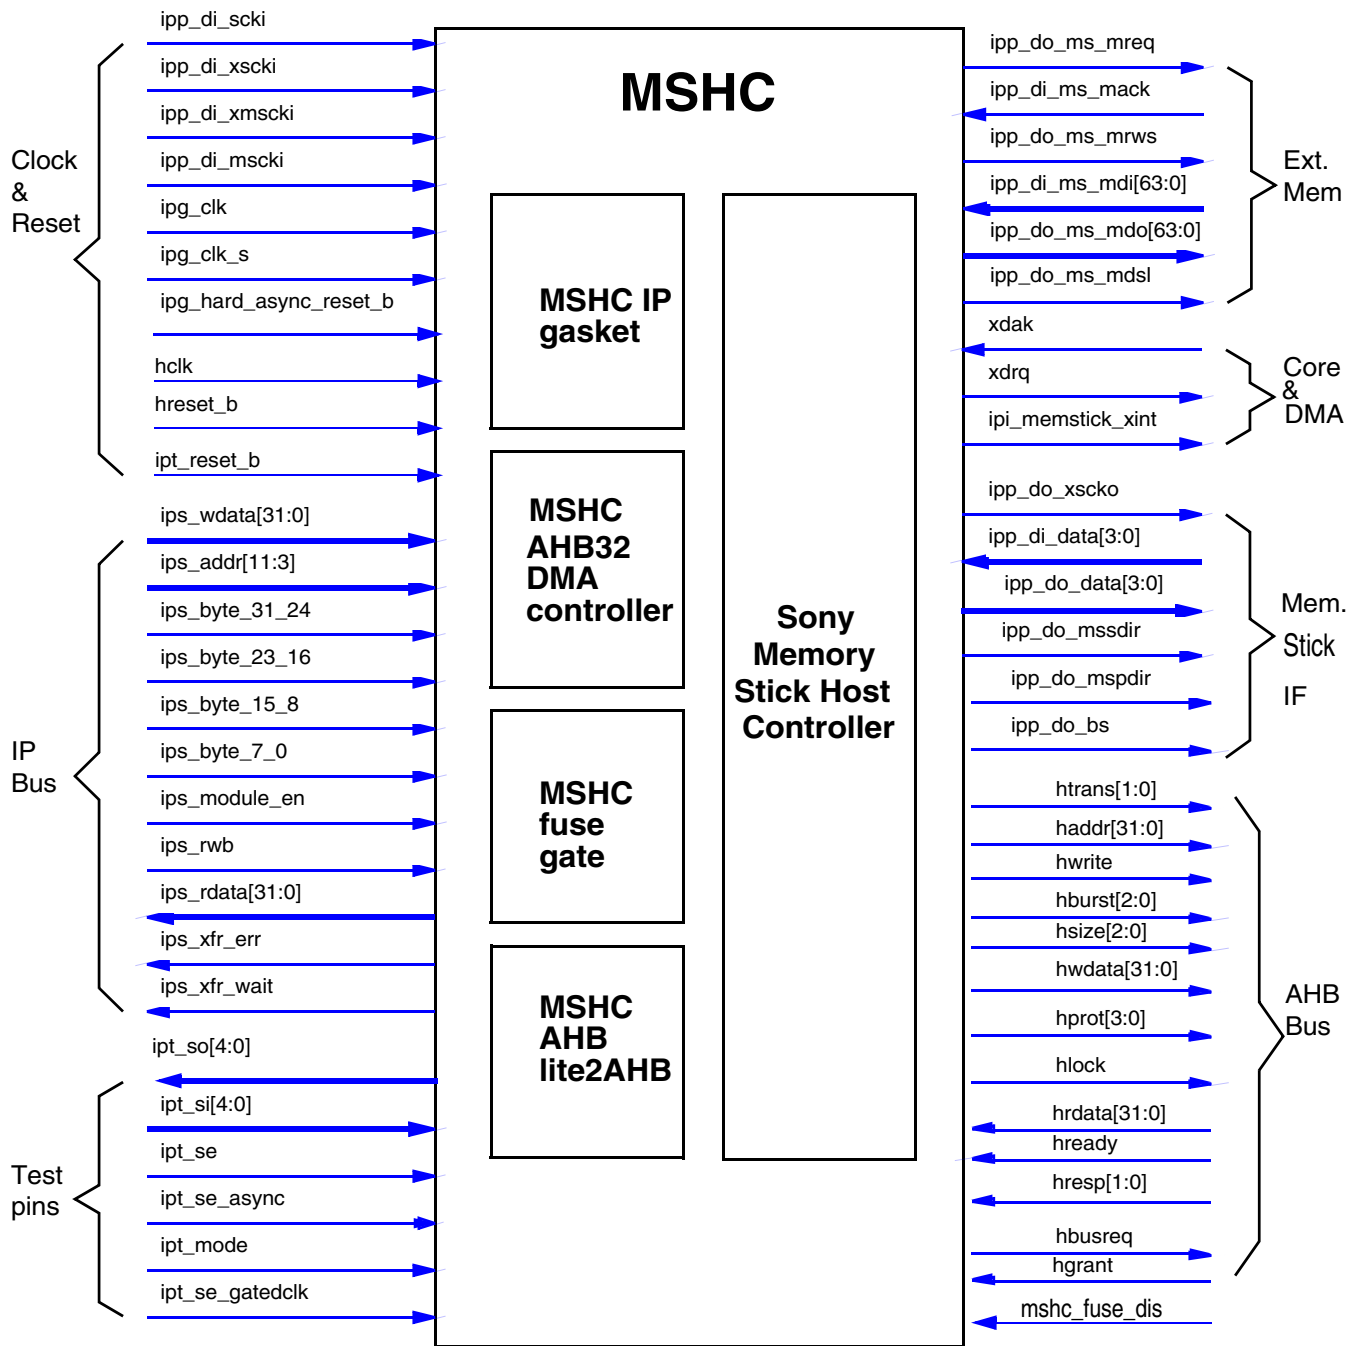 MSHC
Clock
&
Reset
ipp_di_scki
ipp_di_xscki
ipp_di_xmscki
ipp_di_mscki
ipg_clk
ipg_clk_s
ipg_hard_async_reset_b
hclk
hreset_b
ipt_reset_b
IP
Bus
ips_wdata[31:0]
ips_addr[11:3]
ips_byte_31_24
ips_byte_23_16
ips_byte_15_8
ips_byte_7_0
ips_module_en
ips_rwb
ips_rdata[31:0]
ips_xfr_err
ips_xfr_wait
Test
pins
ipt_so[4:0]
ipt_si[4:0]
ipt_se
ipt_se_async
ipt_mode
ipt_se_gatedclk
MSHC IP
gasket
MSHC
AHB32
DMA
controller
MSHC
fuse
gate
MSHC
AHB
lite2AHB
Sony
Memory
Stick Host
Controller
ipp_do_ms_mreq
ipp_di_ms_mack
ipp_do_ms_mrws
ipp_di_ms_mdi[63:0]
ipp_do_ms_mdo[63:0]
ipp_do_ms_mdsl
Ext.
Mem
xdak
xdrq
ipi_memstick_xint
Core
&
DMA
ipp_do_xscko
ipp_di_data[3:0]
ipp_do_data[3:0]
ipp_do_mssdir
ipp_do_mspdir
ipp_do_bs
Mem.
Stick
IF
htrans[1:0]
haddr[31:0]
hwrite
hburst[2:0]
hsize[2:0]
hwdata[31:0]
hprot[3:0]
hlock
hrdata[31:0]
hready
hresp[1:0]
hbusreq
hgrant
AHB
Bus
mshc_fuse_dis